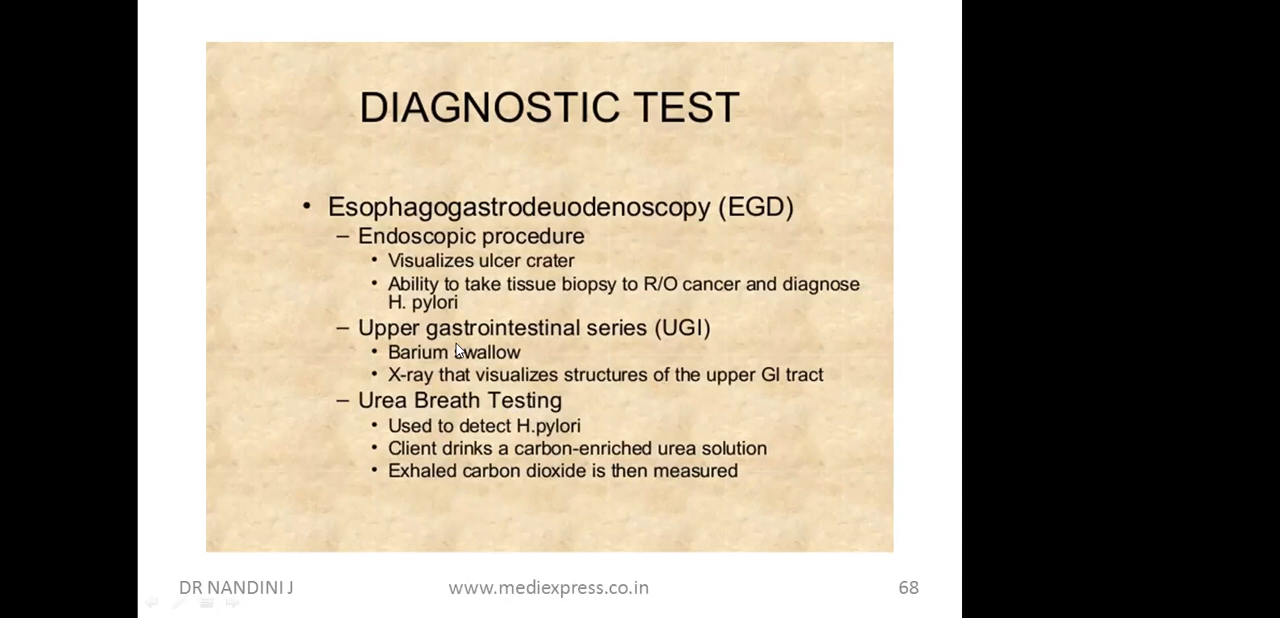 DIAGNOSTIC TEST
• Esophagogastrodeuodenoscopy (EGD)
– Endoscopic procedure
• Visualizes ulcer crater
• Ability to take tissue biopsy to R/O cancer and diagnose
H. pylori
– Upper gastrointestinal series (UGI)
• Barium swallow
• X-ray that visualizes structures of the upper GI tract
– Urea Breath Testing
• Used to detect H.pylori
• Client drinks a carbon-enriched urea solution
• Exhaled carbon dioxide is then measured
DR NANDINI J www.mediexpress.co.in 68